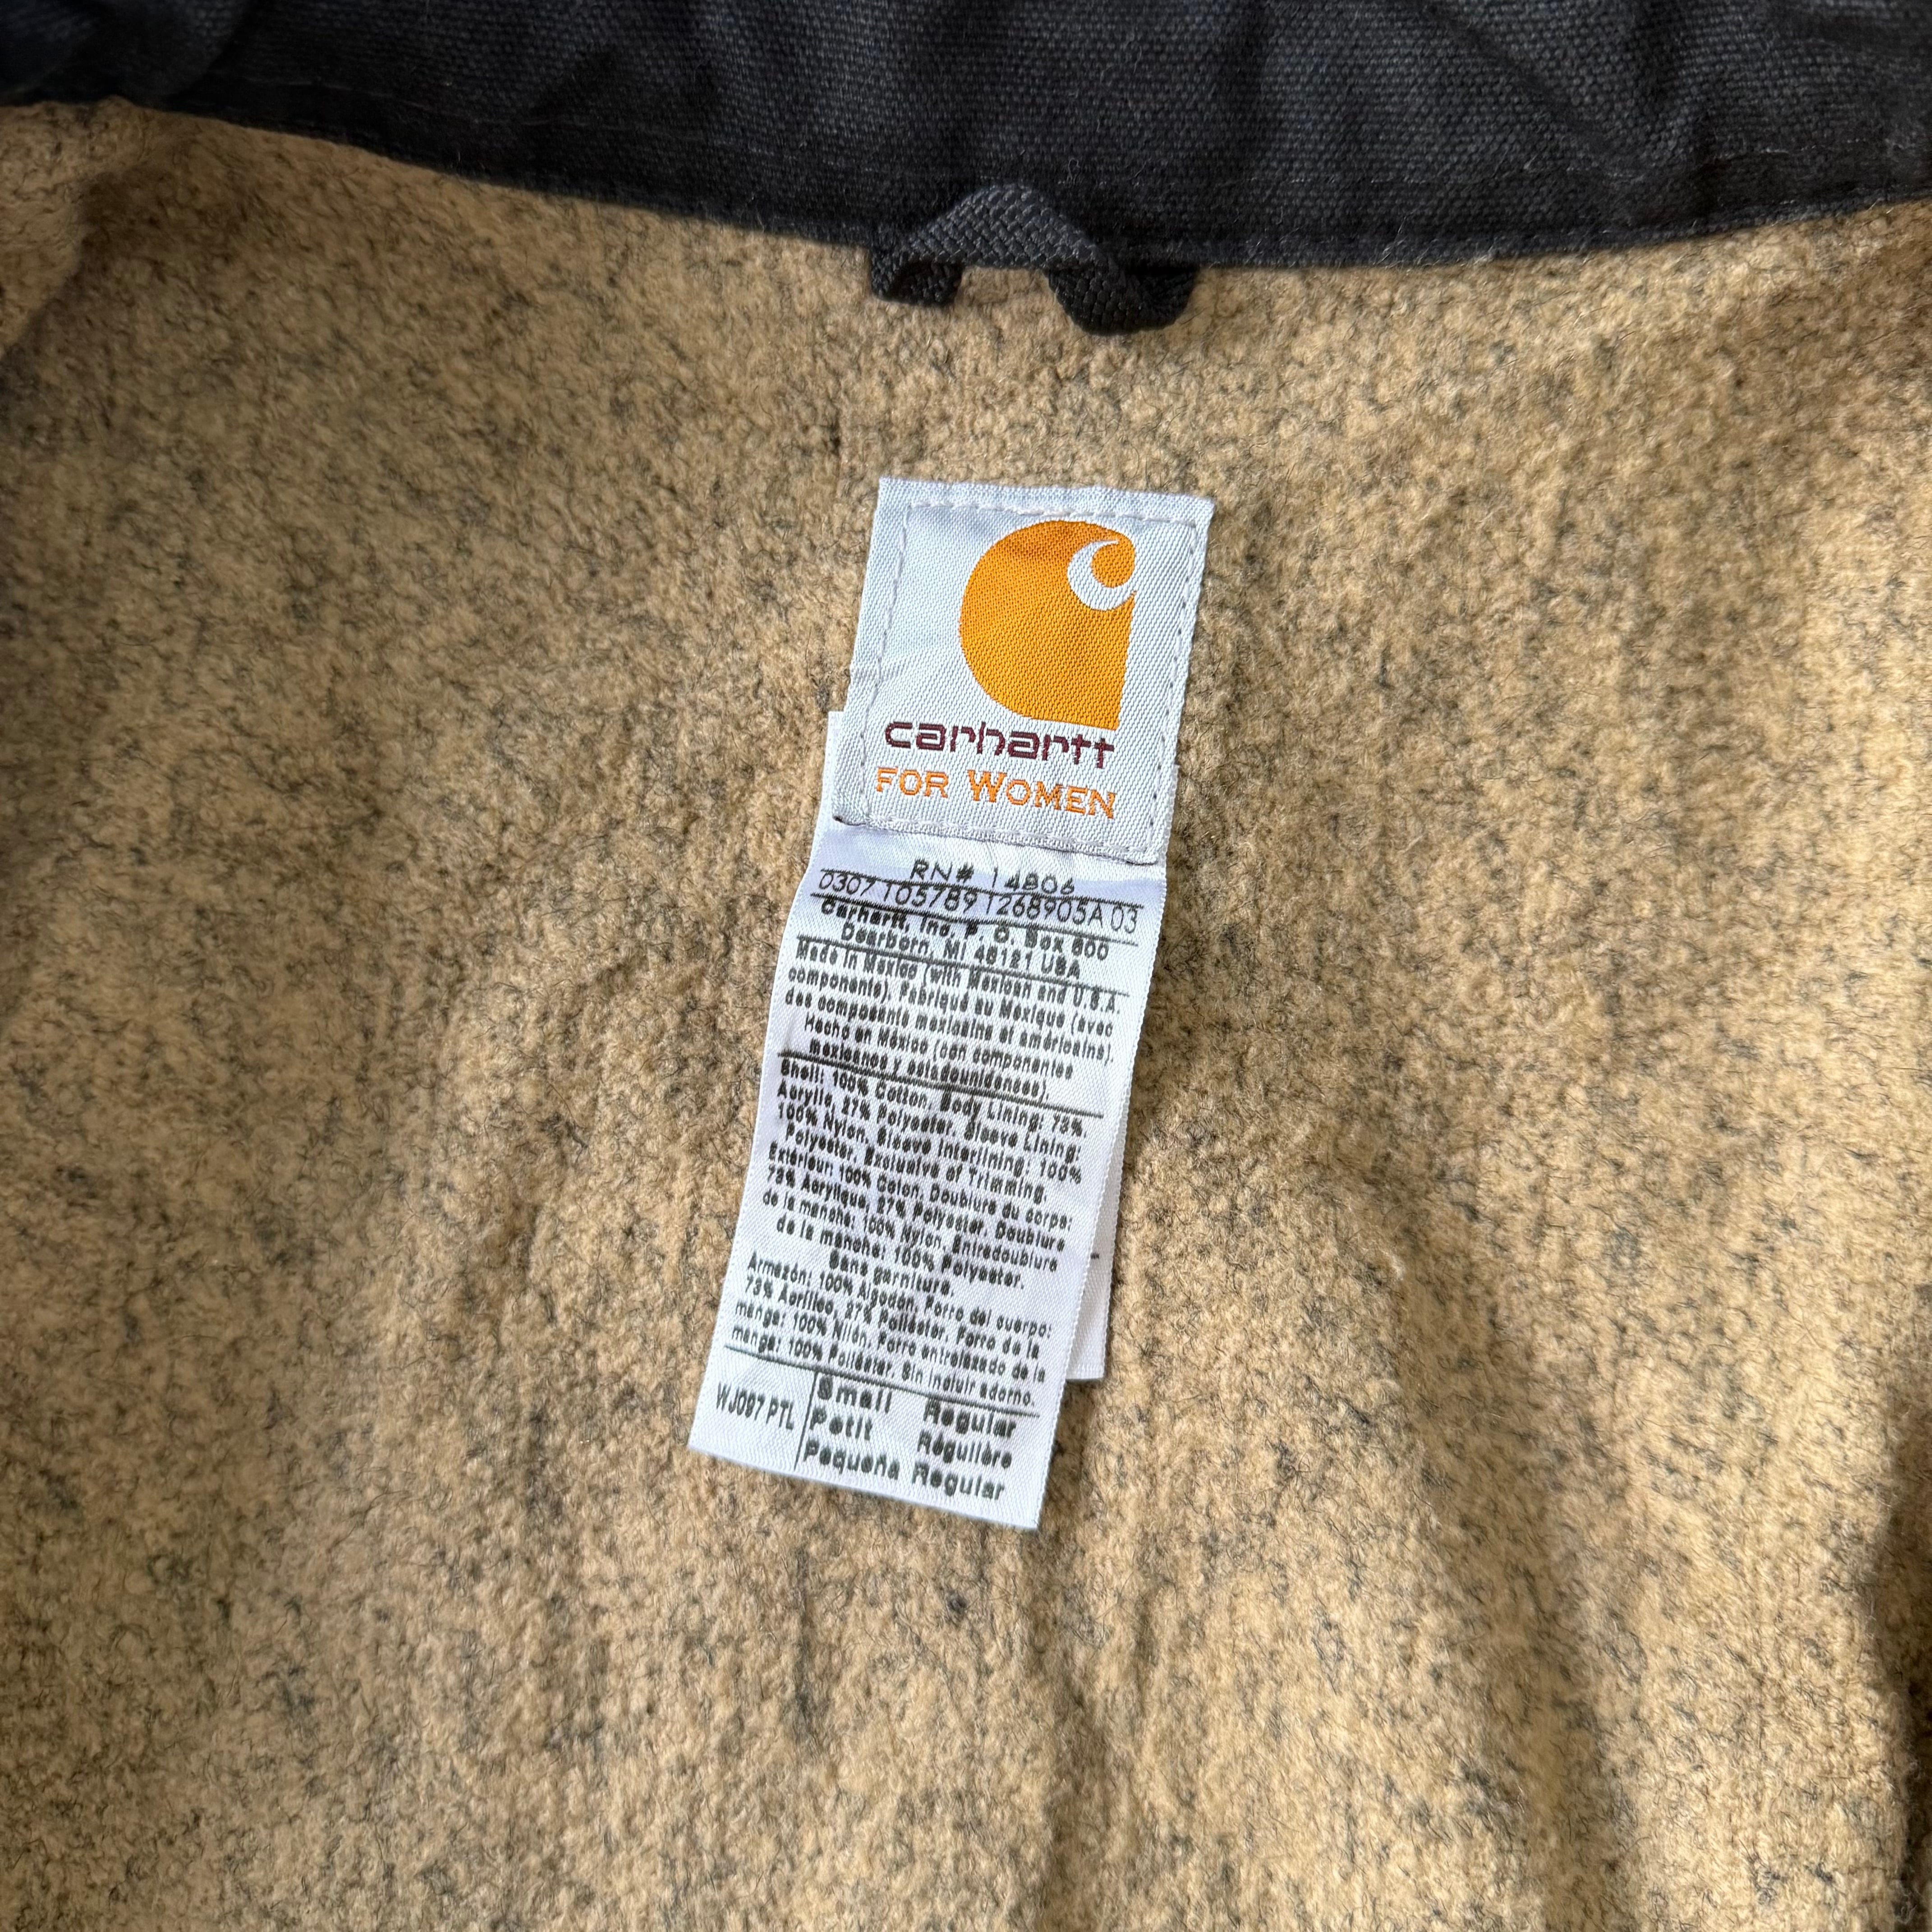 carhartt
FOR WOMEN
RN# 14806
0307 105789 1268905A 03
Carhartt, Inc. P. O. Box 600
Dearborn, MI 48121 USA
Made in Mexico (with Mexican and U.S.A.
components). Fabriqué au Mexique (avec
des composants mexicains et américains).
Hecho en México (con componentes
mexicanos y estadounidenses).
Shell: 100% Cotton, Body Lining: 73%
Acrylic, 27% Polyester, Sleeve Lining:
100% Nylon, Sleeve Interlining: 100%
Polyester, Exclusive of Trimming.
Extérieur: 100% Coton, Doublure du corps:
73% Acrylique, 27% Polyester, Doublure
de la manche: 100% Nylon, Entredoublure
de la manche: 100% Polyester.
Sans garniture.
Armazón: 100% Algodón, Forro del cuerpo:
73% Acrílico, 27% Poliéster, Forro de la
manga: 100% Nilón, Forro entrelazado de la
manga: 100% Poliéster. Sin incluir adorno.
WJ097 PTL
Small Regular
Petit Régulière
Pequeña Regular